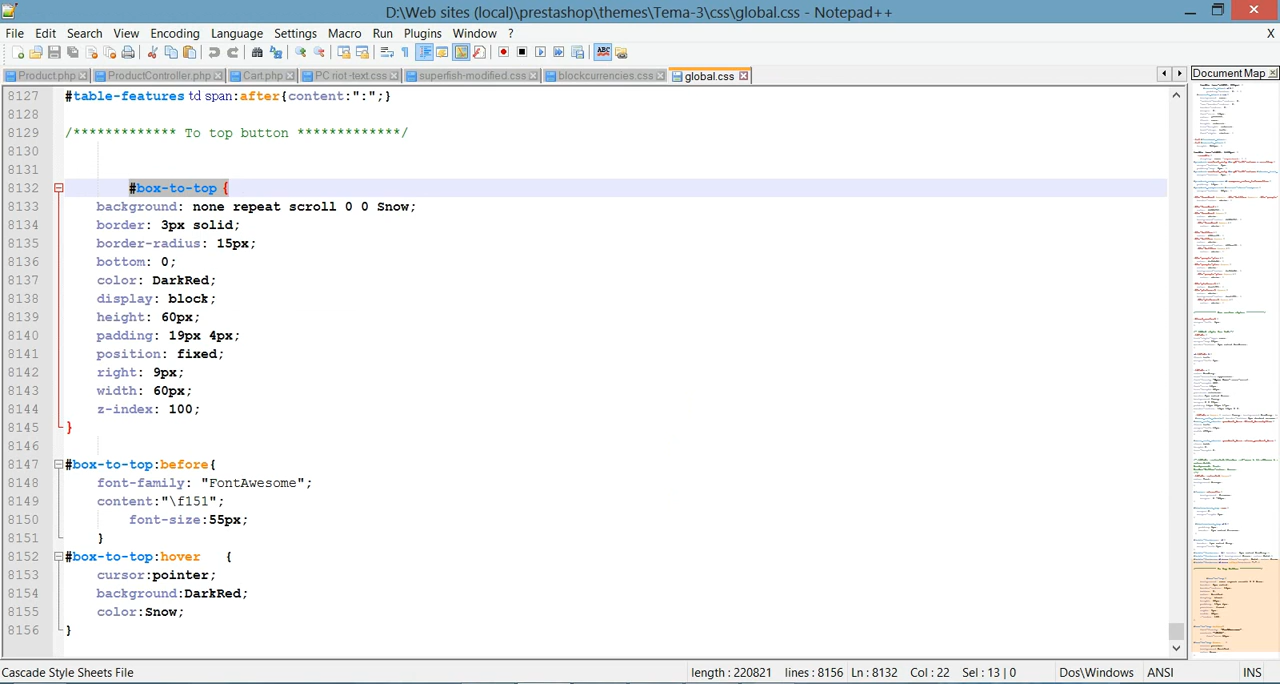 D:\Web sites (local)\prestashop\themes\Tema-3\css\global.css - Notepad++
File Edit Search View Encoding Language Settings Macro Run Plugins Window ? X
Product.php ProductController.php Cart.php PC riot-text.css superfish-modified.css blockcurrencies.css global.css Document Map
8127 #table-features td span:after{content:":";}
8128
8129 /************* To top button *************/
8130
8131
8132 #box-to-top {
8133 background: none repeat scroll 0 0 Snow;
8134 border: 3px solid;
8135 border-radius: 15px;
8136 bottom: 0;
8137 color: DarkRed;
8138 display: block;
8139 height: 60px;
8140 padding: 19px 4px;
8141 position: fixed;
8142 right: 9px;
8143 width: 60px;
8144 z-index: 100;
8145 }
8146
8147 #box-to-top:before{
8148 font-family: "FontAwesome";
8149 content:"\f151";
8150 font-size:55px;
8151 }
8152 #box-to-top:hover {
8153 cursor:pointer;
8154 background:DarkRed;
8155 color:Snow;
8156 }
Cascade Style Sheets File length : 220821 lines : 8156 Ln : 8132 Col : 22 Sel : 13 | 0 Dos\Windows ANSI INS